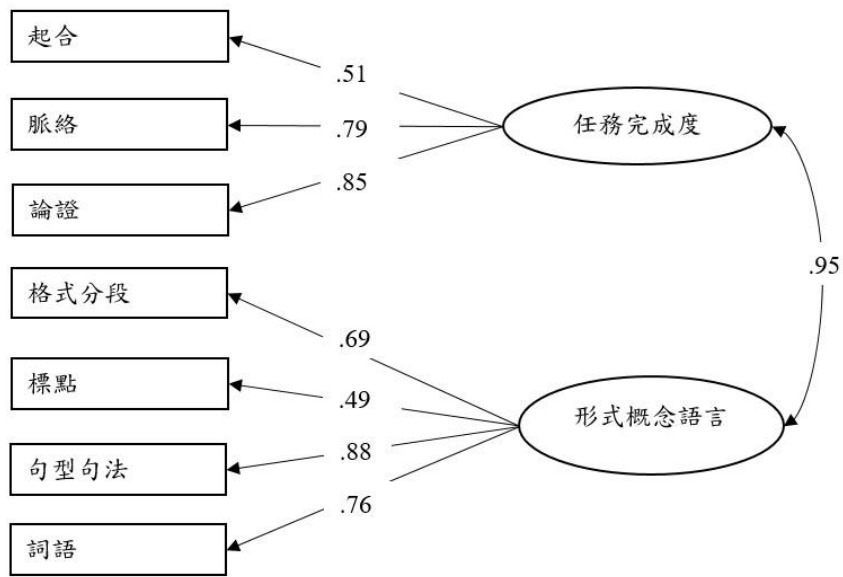 起合
.51
脈絡
.79
任務完成度
論證
.85
.95
格式分段
.69
標點
.49
形式概念語言
句型句法
.88
詞語
.76